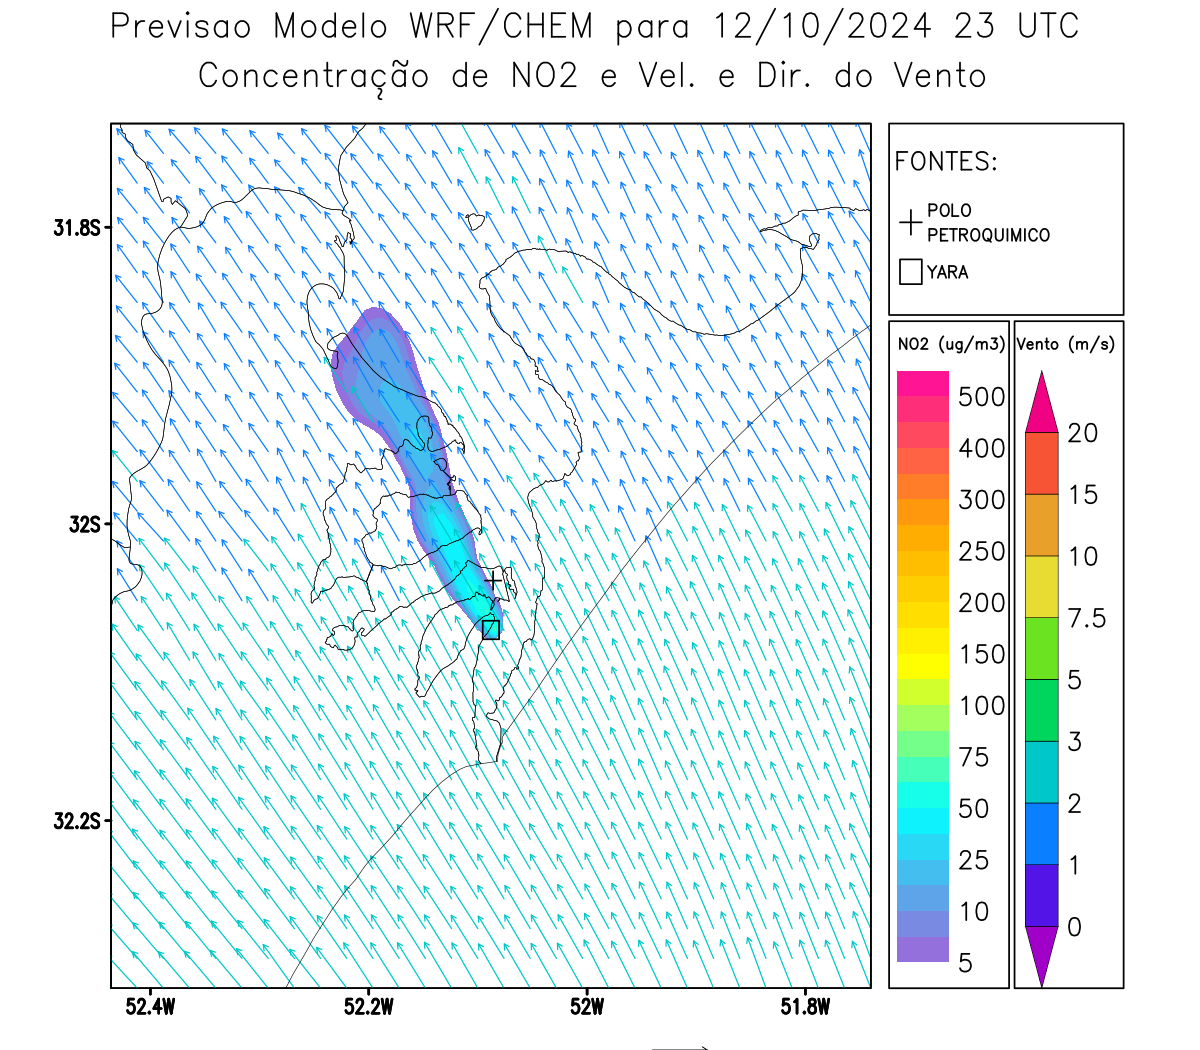 Previsao Modelo WRF/CHEM para 12/10/2024 23 UTC
Concentração de NO2 e Vel. e Dir. do Vento
FONTES:
POLO
PETROQUIMICO
YARA
31.8S
32S
32.2S
52.4W
52.2W
52W
51.8W
NO2 (ug/m3)
500
400
300
250
200
150
100
75
50
25
10
5
Vento (m/s)
20
15
10
7.5
5
3
2
1
0